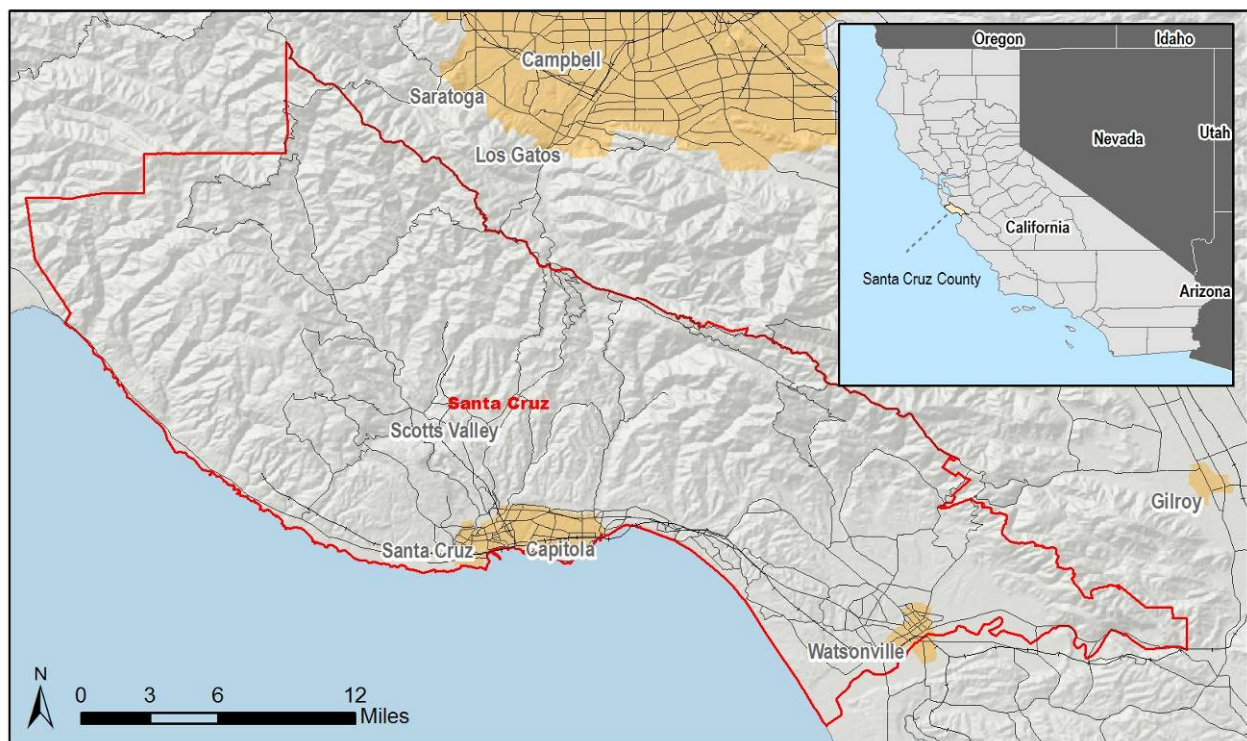 Campbell
Saratoga
Los Gatos
Santa Cruz
Scotts Valley
Gilroy
Santa Cruz
Capitola
Watsonville
N
0 3 6 12
Miles
Oregon
Idaho
Nevada
Utah
California
Santa Cruz County
Arizona